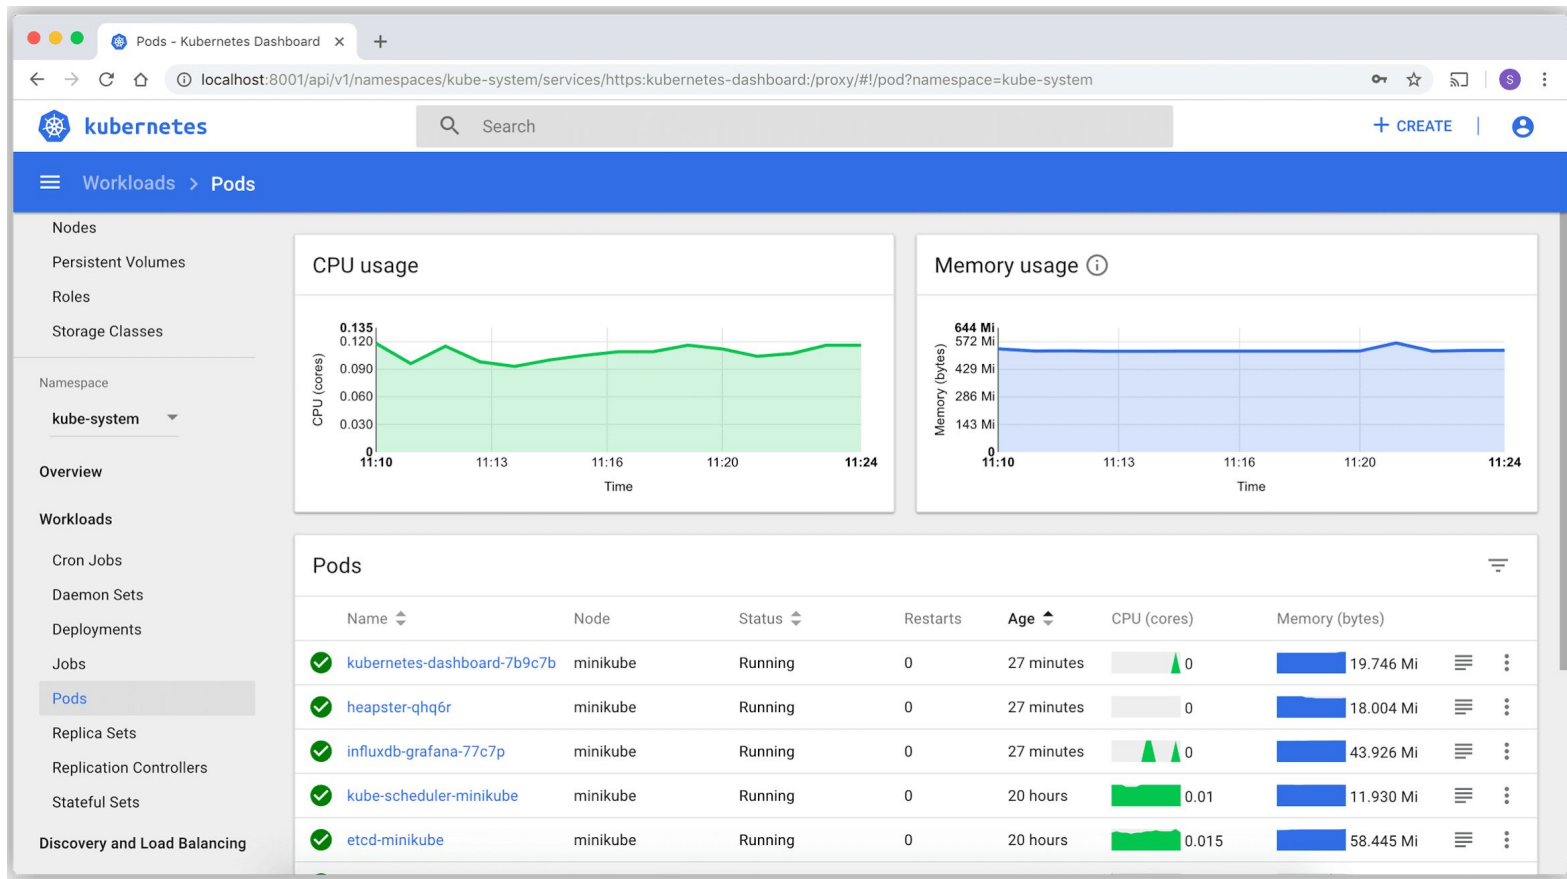 Pods - Kubernetes Dashboard
localhost:8001/api/v1/namespaces/kube-system/services/https:kubernetes-dashboard:/proxy/#!/pod?namespace=kube-system
S
kubernetes
Search
+ CREATE
Workloads > Pods
Nodes
Persistent Volumes
Roles
Storage Classes
Namespace
kube-system
Overview
Workloads
Cron Jobs
Daemon Sets
Deployments
Jobs
Pods
Replica Sets
Replication Controllers
Stateful Sets
Discovery and Load Balancing
CPU usage
CPU (cores)
0.135
0.120
0.090
0.060
0.030
0
11:10 11:13 11:16 11:20 11:24
Time
Memory usage
Memory (bytes)
644 Mi
572 Mi
429 Mi
286 Mi
143 Mi
0
11:10 11:13 11:16 11:20 11:24
Time
Pods
Name Node Status Restarts Age CPU (cores) Memory (bytes)
kubernetes-dashboard-7b9c7b minikube Running 0 27 minutes 0 19.746 Mi
heapster-qhq6r minikube Running 0 27 minutes 0 18.004 Mi
influxdb-grafana-77c7p minikube Running 0 27 minutes 0 43.926 Mi
kube-scheduler-minikube minikube Running 0 20 hours 0.01 11.930 Mi
etcd-minikube minikube Running 0 20 hours 0.015 58.445 Mi